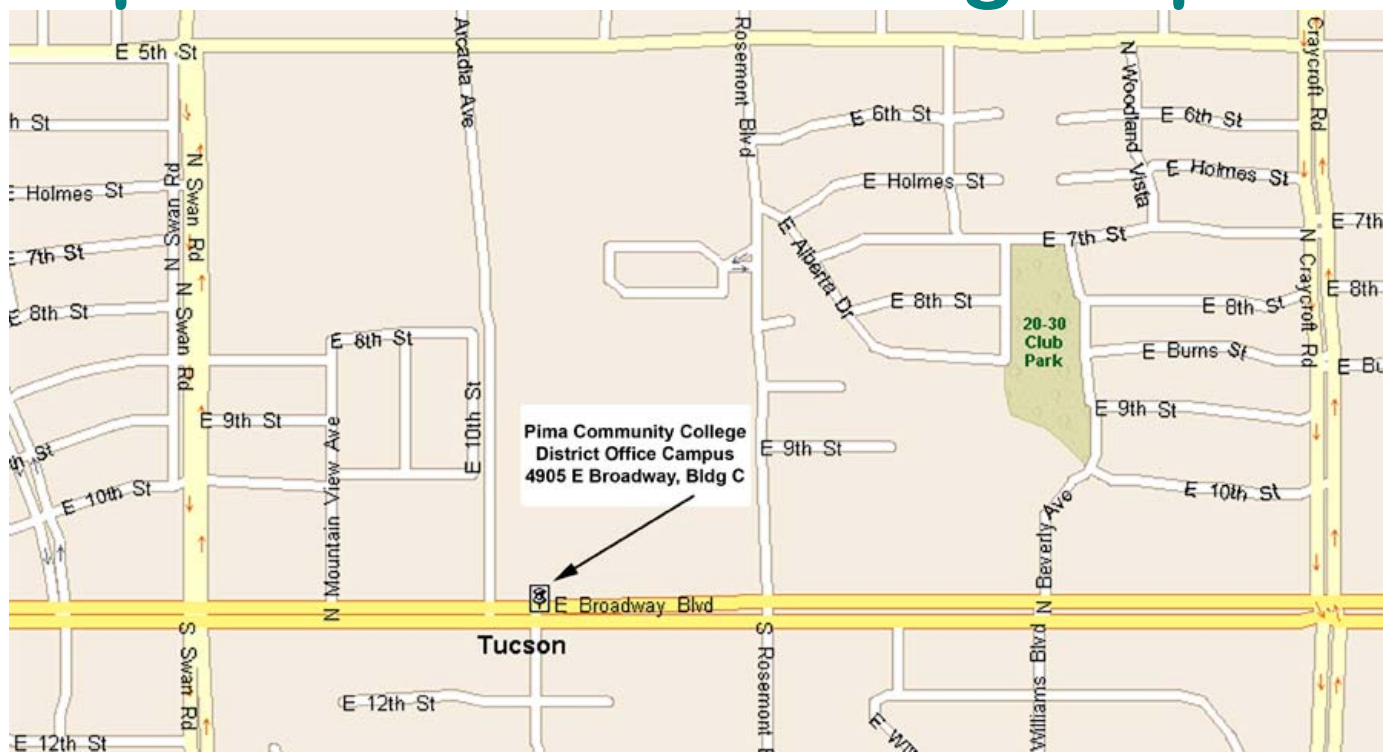 E 5th St
Arcadia Ave
Rosemont Blvd
Craycroft Rd
N Woodland Vista
E 6th St
E 6th St
h St
E Holmes St
E Holmes St
E Holmes St
N Swan Rd
N Swan Rd
E 7th St
E 7th St
E 7th
E Alberta Dr
N Craycroft Rd
E 8th St
N Swan Rd
E 8th St
E 8th St
E 8th
E 8th St
20-30
Club
Park
E Burns St
E Bu
E 9th St
E 10th St
E 9th St
Pima Community College
District Office Campus
4905 E Broadway, Bldg C
E 9th St
E 10th St
N Mountain View Ave
E 10th St
N Beverly Ave
E Broadway Blvd
Tucson
S Swan Rd
S Rosemont
Williams Blvd
E 12th St
E 12th St